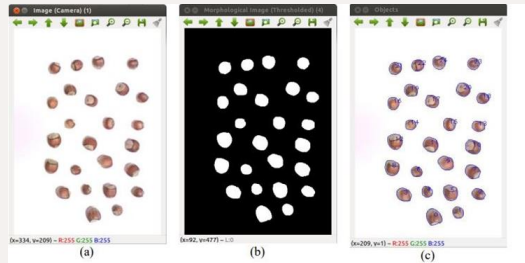 Image (Camera) (1)
Morphological Image (Thresholded) (4)
Objects
(x=334, y=209) ~ R:255 G:255 B:255
(x=92, y=477) ~ L:0
(x=209, y=1) ~ R:255 G:255 B:255
(a)
(b)
(c)